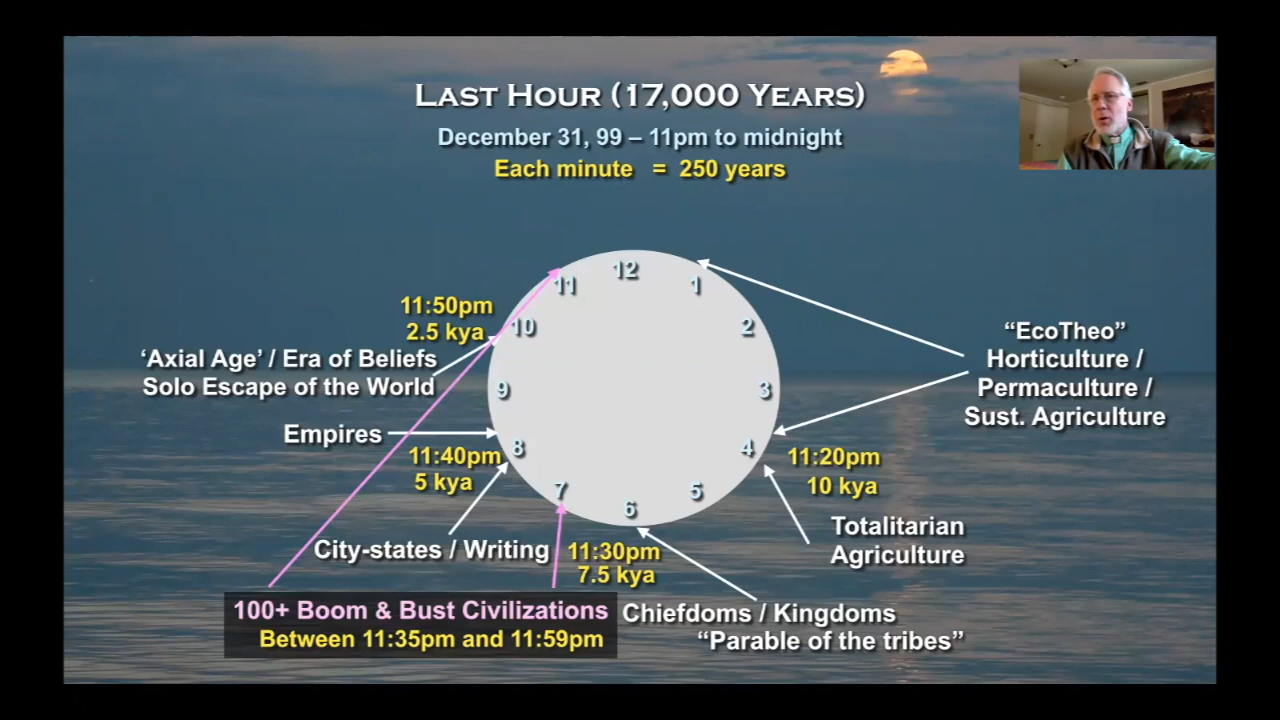 LAST HOUR (17,000 YEARS)
December 31, 99 – 11pm to midnight
Each minute = 250 years
12
11
1
10
2
9
3
8
4
7
5
6
11:50pm
2.5 kya
‘Axial Age’ / Era of Beliefs
Solo Escape of the World
Empires
11:40pm
5 kya
City-states / Writing
“EcoTheo”
Horticulture /
Permaculture /
Sust. Agriculture
11:20pm
10 kya
Totalitarian
Agriculture
11:30pm
7.5 kya
Chiefdoms / Kingdoms
“Parable of the tribes”
100+ Boom & Bust Civilizations
Between 11:35pm and 11:59pm